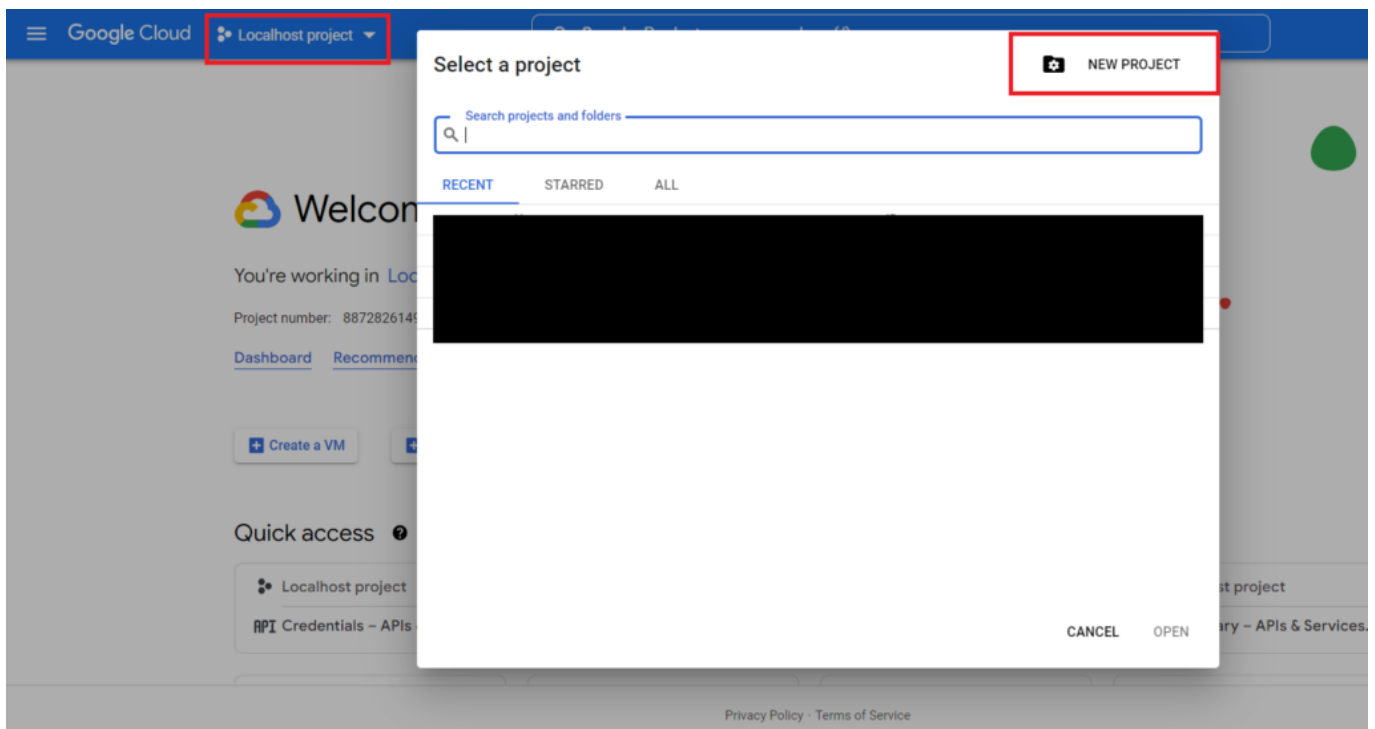 Google Cloud
Localhost project
Select a project
NEW PROJECT
Search projects and folders
RECENT STARRED ALL
Welcon
You're working in Loc
Project number: 887282614
Dashboard Recommen
Create a VM
Quick access
Localhost project
st project
API Credentials – APIs
ary – APIs & Services.
CANCEL OPEN
Privacy Policy · Terms of Service